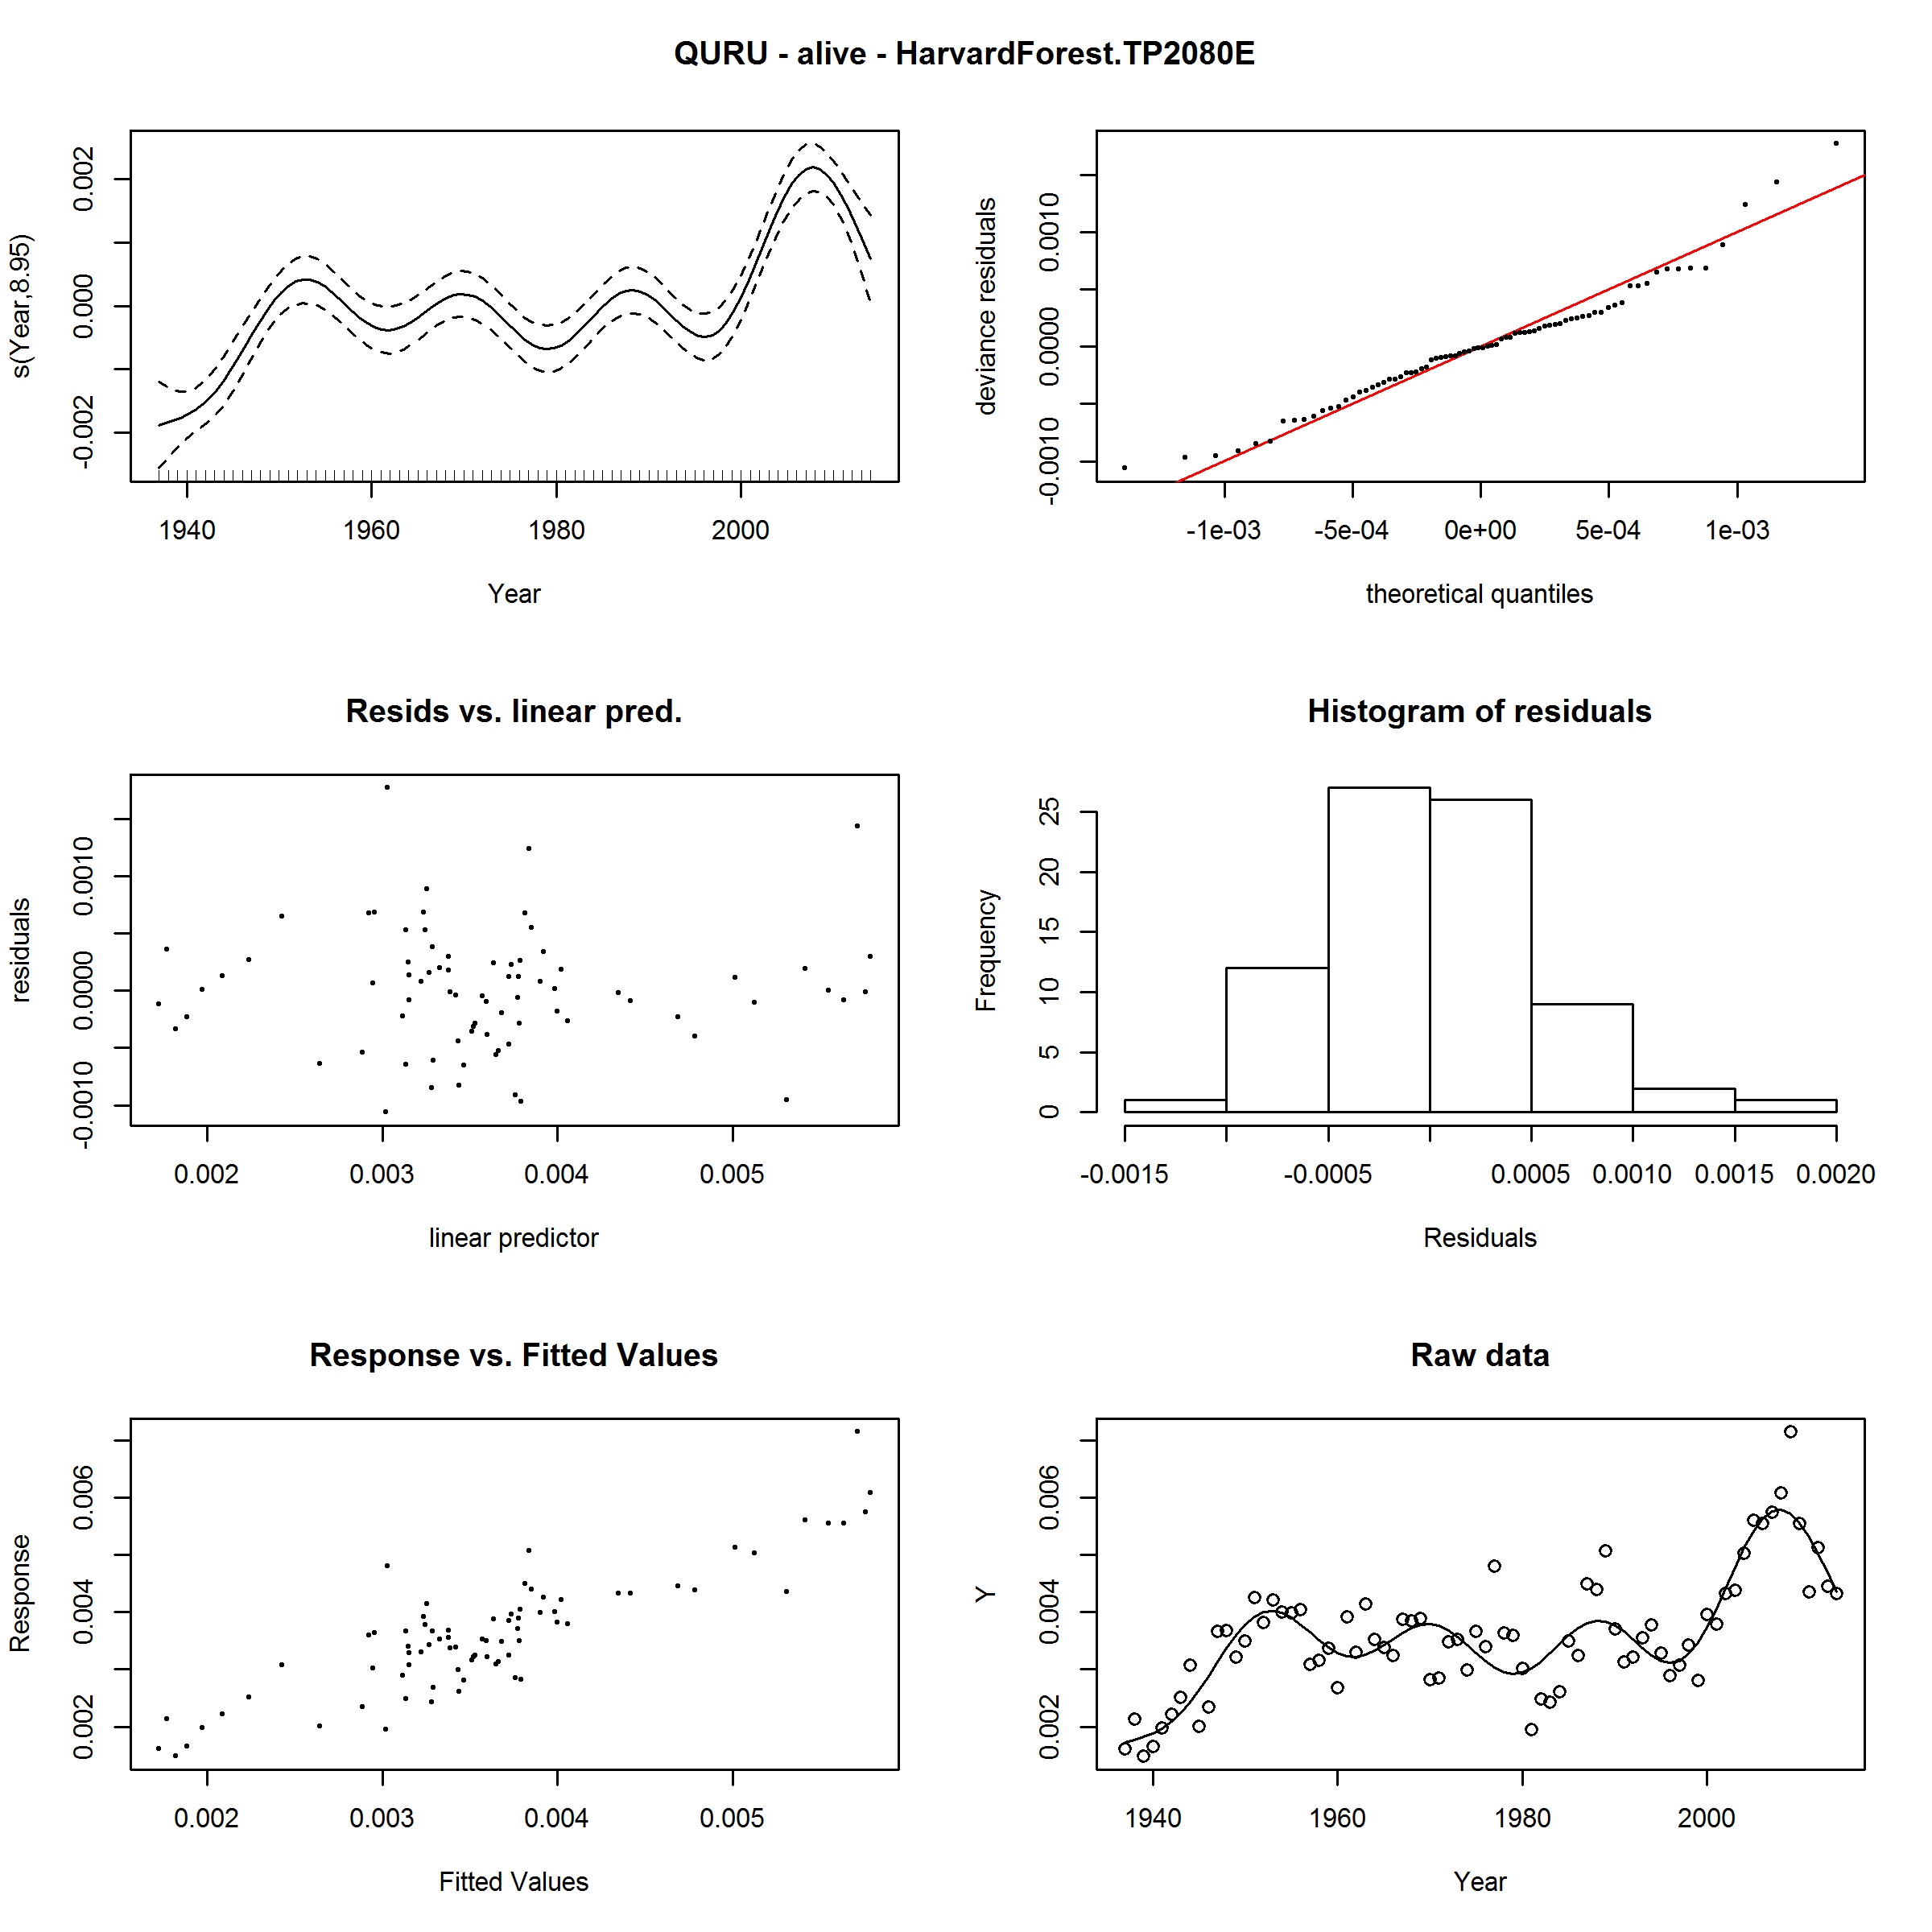 QURU - alive - HarvardForest.TP2080E
s(Year,8.95)
-0.002 0.000 0.002
1940 1960 1980 2000
Year
deviance residuals
-0.0010 0.0000 0.0010
-1e-03 -5e-04 0e+00 5e-04 1e-03
theoretical quantiles
Resids vs. linear pred.
residuals
-0.0010 0.0000 0.0010
0.002 0.003 0.004 0.005
linear predictor
Histogram of residuals
Frequency
0 5 10 15 20 25
-0.0015 -0.0005 0.0005 0.0010 0.0015 0.0020
Residuals
Response vs. Fitted Values
Response
0.002 0.004 0.006
0.002 0.003 0.004 0.005
Fitted Values
Raw data
Y
0.002 0.004 0.006
1940 1960 1980 2000
Year